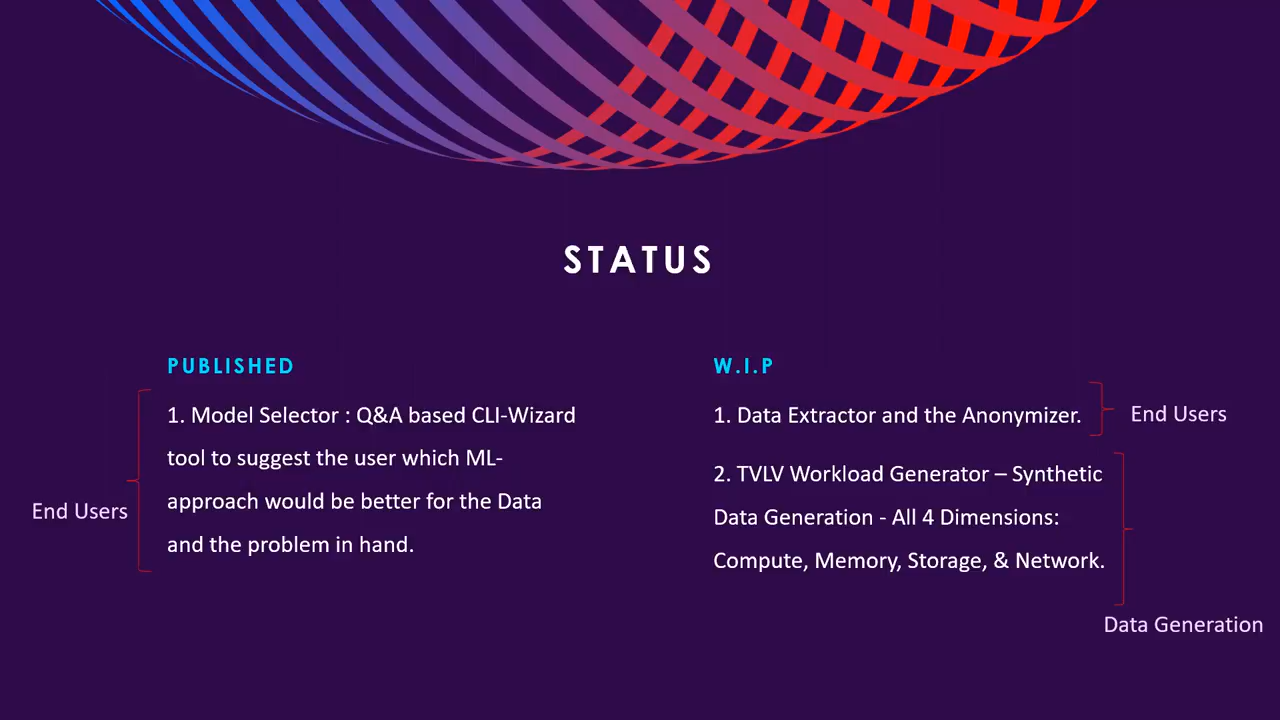 STATUS
PUBLISHED
1. Model Selector : Q&A based CLI-Wizard
tool to suggest the user which ML-
approach would be better for the Data
and the problem in hand.
End Users
W.I.P
1. Data Extractor and the Anonymizer.
End Users
2. TVLV Workload Generator – Synthetic
Data Generation - All 4 Dimensions:
Compute, Memory, Storage, & Network.
Data Generation